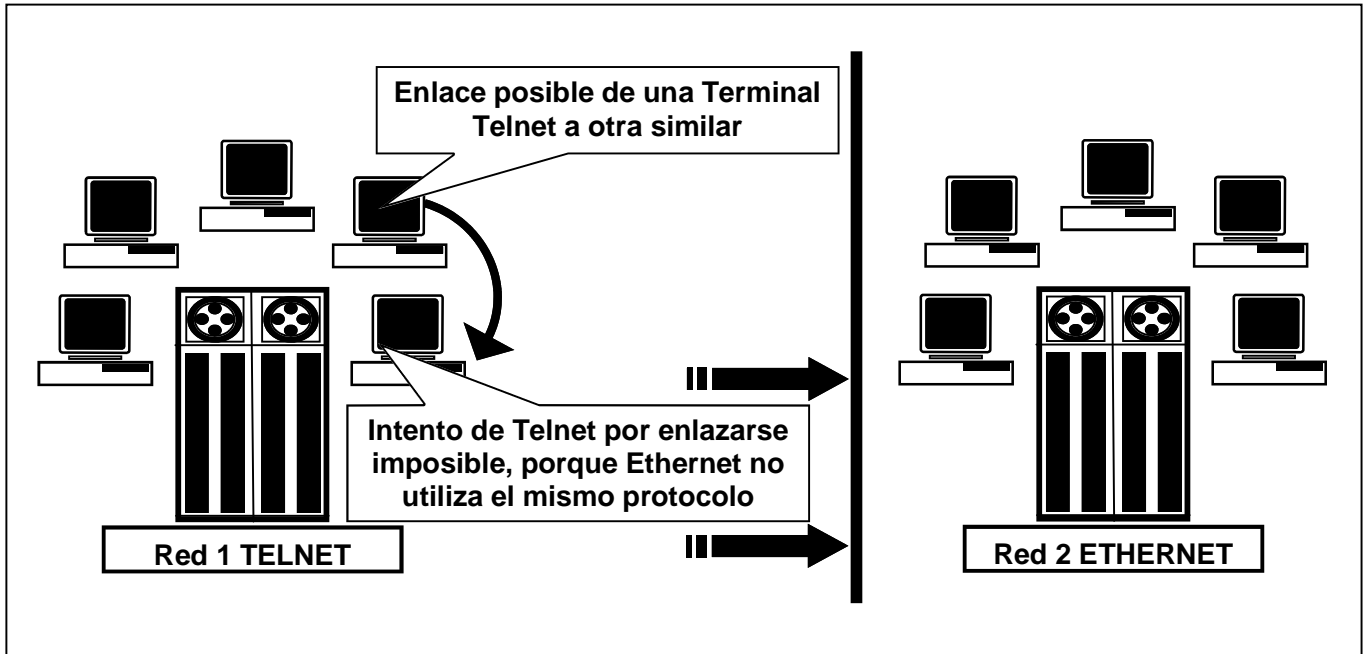 Enlace posible de una Terminal
Telnet a otra similar
Intento de Telnet por enlazarse
imposible, porque Ethernet no
utiliza el mismo protocolo
Red 1 TELNET
Red 2 ETHERNET